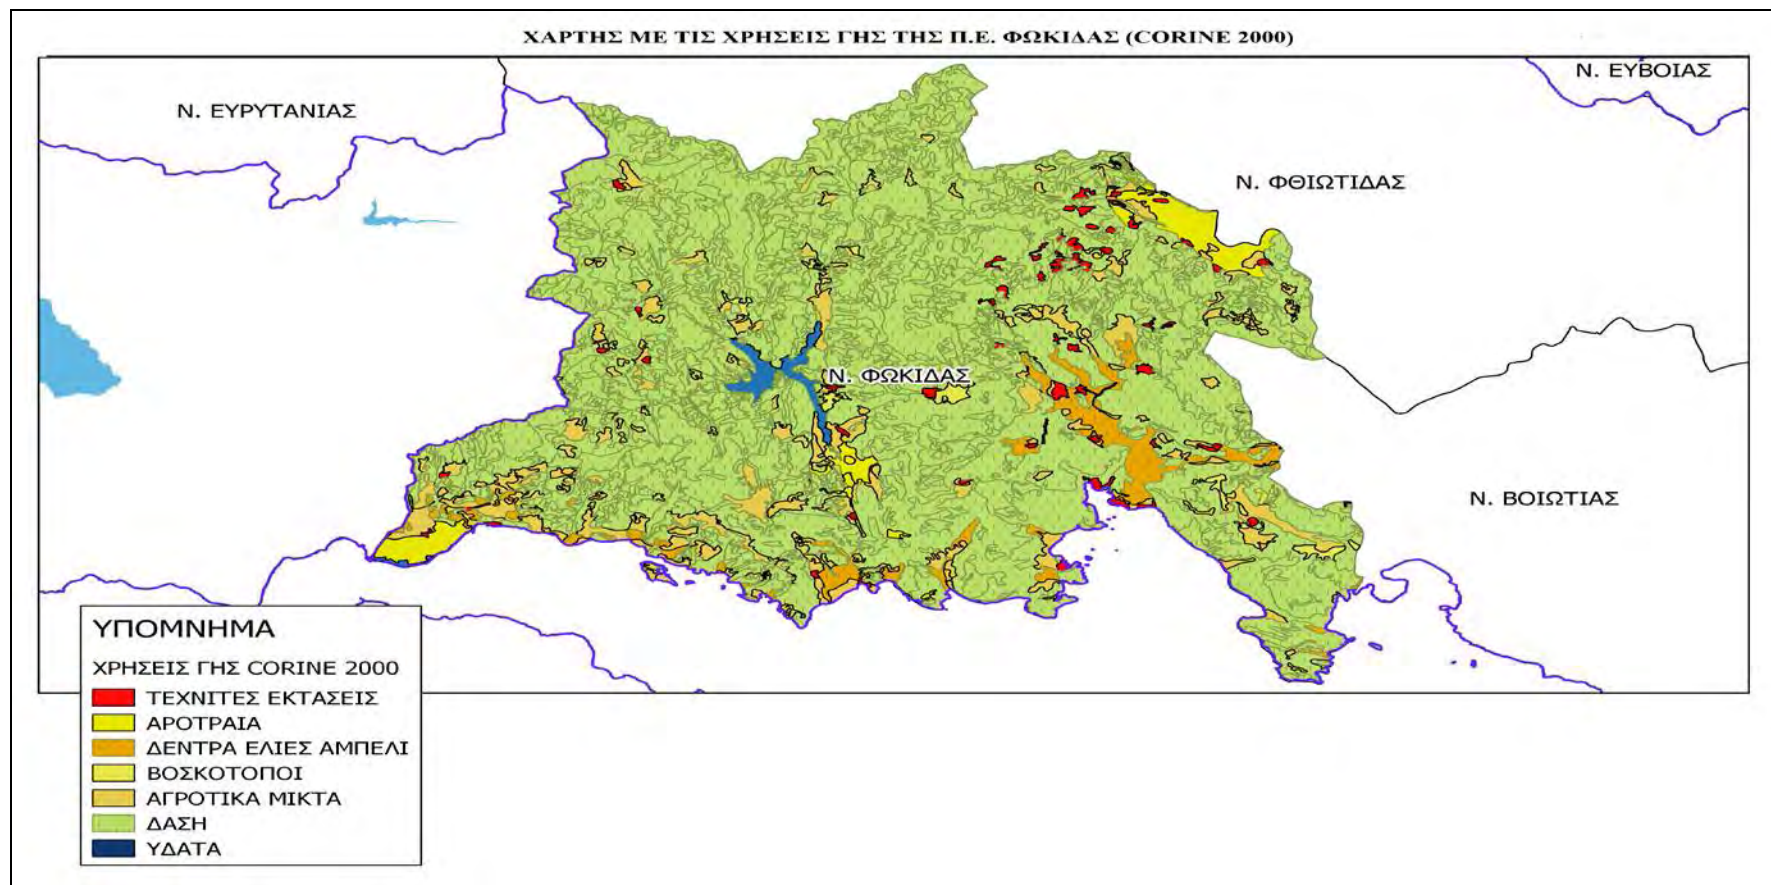 ΧΑΡΤΗΣ ΜΕ ΤΙΣ ΧΡΗΣΕΙΣ ΓΗΣ ΤΗΣ Π.Ε. ΦΩΚΙΔΑΣ (CORINE 2000)
Ν. ΕΥΒΟΙΑΣ
Ν. ΕΥΡΥΤΑΝΙΑΣ
Ν. ΦΘΙΩΤΙΔΑΣ
Ν. ΦΩΚΙΔΑΣ
Ν. ΒΟΙΩΤΙΑΣ
ΥΠΟΜΝΗΜΑ
ΧΡΗΣΕΙΣ ΓΗΣ CORINE 2000
ΤΕΧΝΙΤΕΣ ΕΚΤΑΣΕΙΣ
ΑΡΟΤΡΑΙΑ
ΔΕΝΤΡΑ ΕΛΙΕΣ ΑΜΠΕΛΙ
ΒΟΣΚΟΤΟΠΟΙ
ΑΓΡΟΤΙΚΑ ΜΙΚΤΑ
ΔΑΣΗ
ΥΔΑΤΑ